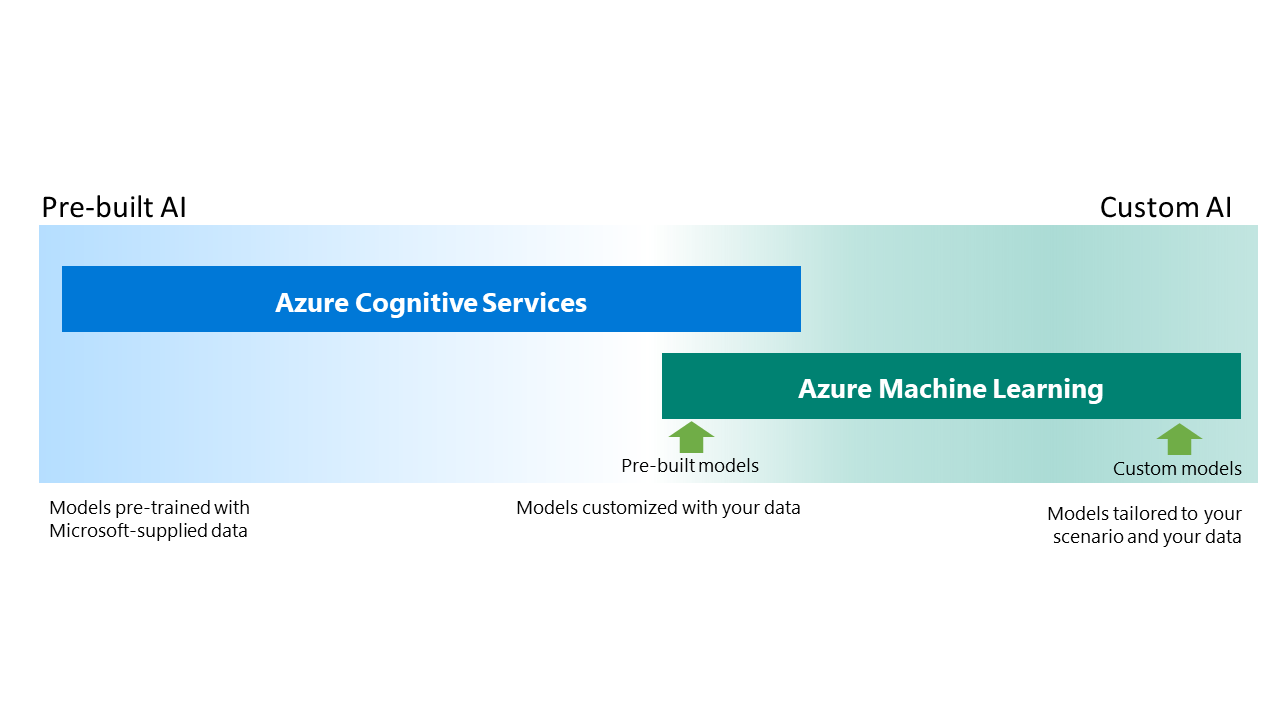 Pre-built AI
Custom AI
Azure Cognitive Services
Azure Machine Learning
Pre-built models
Custom models
Models pre-trained with
Microsoft-supplied data
Models customized with your data
Models tailored to your
scenario and your data